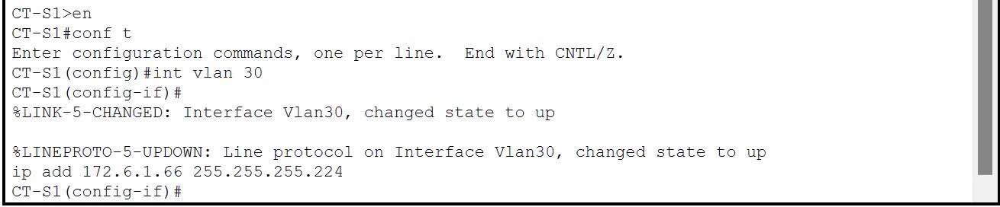 CT-S1>en
CT-S1#conf t
Enter configuration commands, one per line.  End with CNTL/Z.
CT-S1(config)#int vlan 30
CT-S1(config-if)#
%LINK-5-CHANGED: Interface Vlan30, changed state to up
%LINEPROTO-5-UPDOWN: Line protocol on Interface Vlan30, changed state to up
ip add 172.6.1.66 255.255.255.224
CT-S1(config-if)#